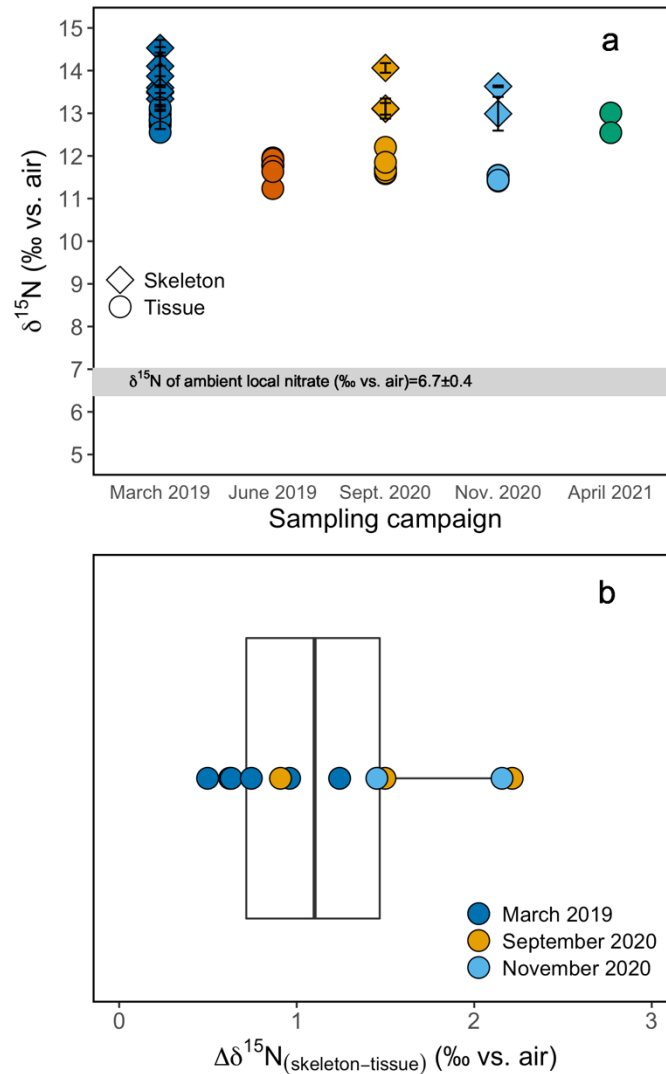 a
15
14
13
12
11
10
9
8
7
6
5
δ15N (‰ vs. air)
Skeleton
Tissue
δ15N of ambient local nitrate (‰ vs. air)=6.7±0.4
March 2019 June 2019 Sept. 2020 Nov. 2020 April 2021
Sampling campaign
b
March 2019
September 2020
November 2020
0 1 2 3
Δδ15N(skeleton−tissue) (‰ vs. air)